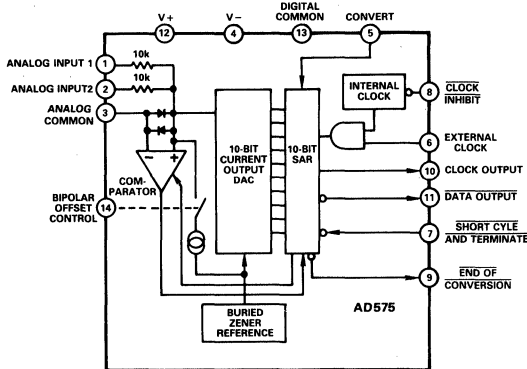 DIGITAL
V+ V- COMMON CONVERT
12 4 13 5
ANALOG INPUT 1 1 10k
ANALOG INPUT2 2 10k
ANALOG
COMMON 3
INTERNAL
CLOCK
8 CLOCK
INHIBIT
10-BIT
CURRENT
OUTPUT
DAC
10-BIT
SAR
6 EXTERNAL
CLOCK
- +
COM-
PARATOR
10 CLOCK OUTPUT
11 DATA OUTPUT
BIPOLAR
OFFSET
CONTROL 14
7 SHORT CYLE
AND TERMINATE
9 END OF
CONVERSION
BURIED
ZENER
REFERENCE
AD575